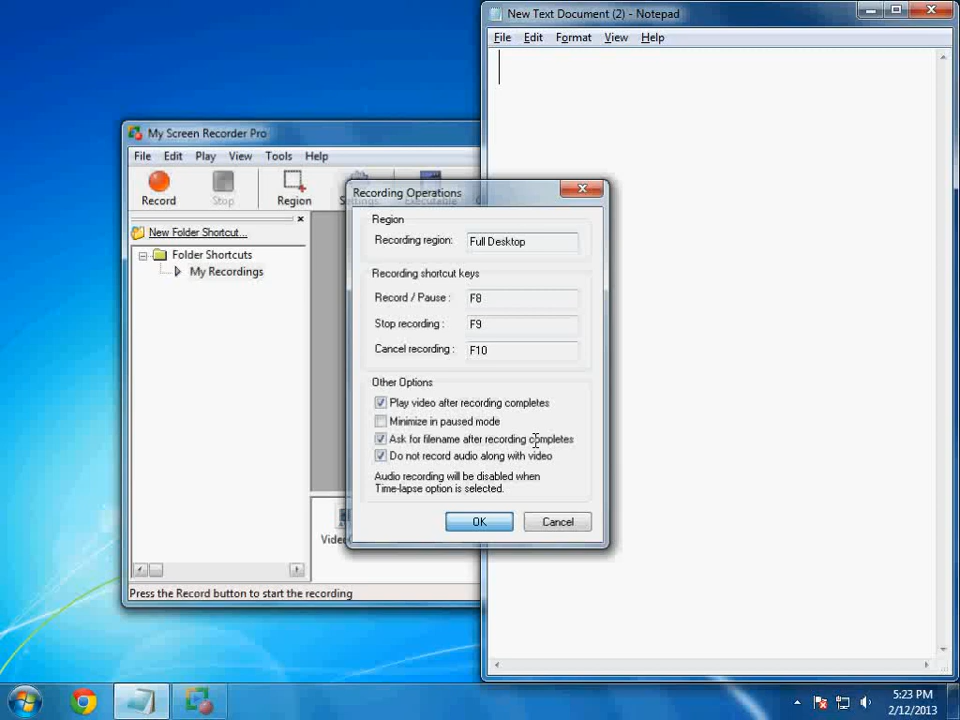 New Text Document (2) - Notepad
File Edit Format View Help
My Screen Recorder Pro
File Edit Play View Tools Help
Record Stop Region
New Folder Shortcut...
Folder Shortcuts
My Recordings
Recording Operations
Region
Recording region: Full Desktop
Recording shortcut keys
Record / Pause : F8
Stop recording : F9
Cancel recording : F10
Other Options
Play video after recording completes
Minimize in paused mode
Ask for filename after recording completes
Do not record audio along with video
Audio recording will be disabled when
Time-lapse option is selected.
OK Cancel
Press the Record button to start the recording
5:23 PM
2/12/2013